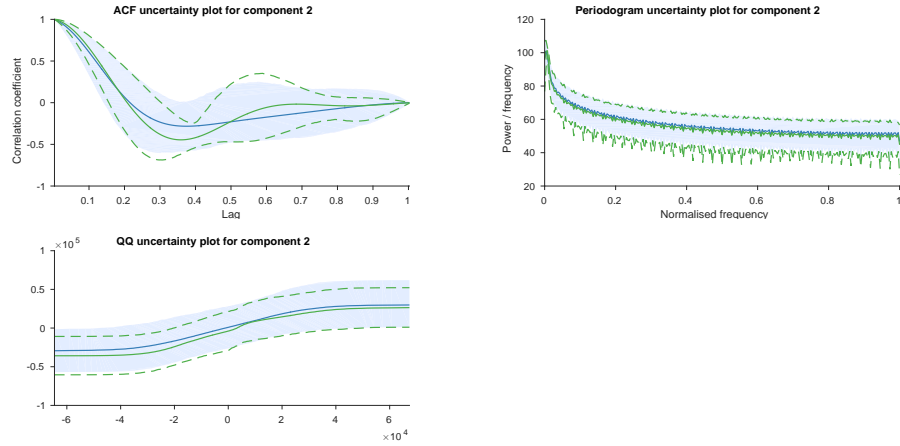 ACF uncertainty plot for component 2
Correlation coefficient
1
0.5
0
-0.5
-1
0.1 0.2 0.3 0.4 0.5 0.6 0.7 0.8 0.9 1
Lag
Periodogram uncertainty plot for component 2
Power / frequency
120
100
80
60
40
20
0 0.2 0.4 0.6 0.8 1
Normalised frequency
QQ uncertainty plot for component 2
×10^5
1
0.5
0
-0.5
-1
-6 -4 -2 0 2 4 6
×10^4